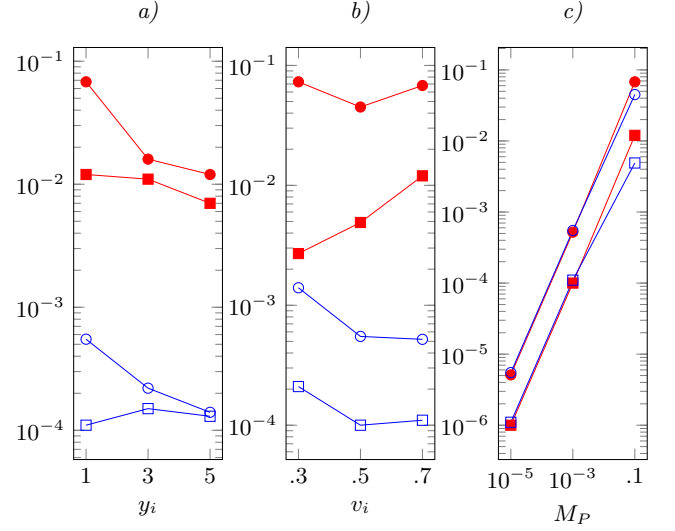 a)
b)
c)
10^{-1}
10^{-2}
10^{-3}
10^{-4}
1 3 5
y_i
10^{-1}
10^{-2}
10^{-3}
10^{-4}
.3 .5 .7
v_i
10^{-1}
10^{-2}
10^{-3}
10^{-4}
10^{-5}
10^{-6}
10^{-5} 10^{-3} .1
M_P